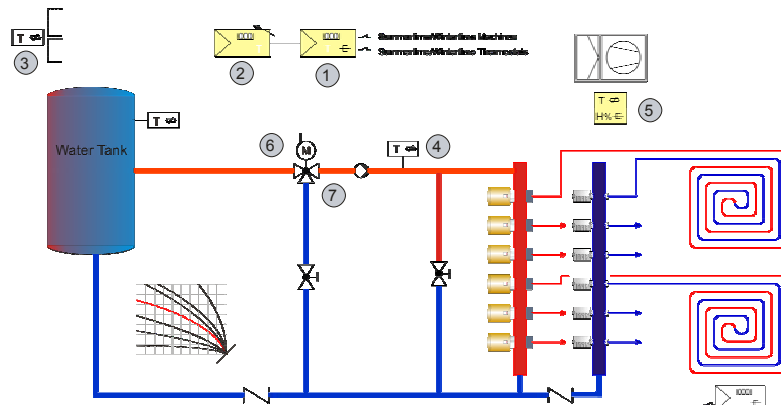 T
3
2
1
Summertime/Wintertime Machines
Summertime/Wintertime Thermostats
T
H%
5
T
Water Tank
6
M
T
4
7